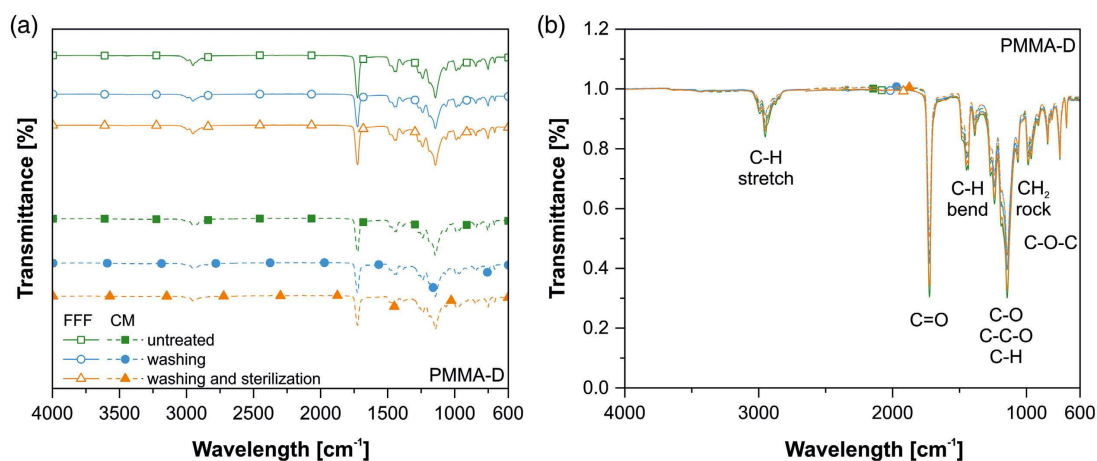 (a)
Transmittance [%]
FFF CM
untreated
washing
washing and sterilization
PMMA-D
4000 3500 3000 2500 2000 1500 1000 600
Wavelength [cm⁻¹]
(b)
PMMA-D
Transmittance [%]
1.2
1.0
0.8
0.6
0.4
0.2
0.0
C-H
stretch
C=O
C-H
bend
CH₂
rock
C-O-C
C-O
C-C-O
C-H
4000 3000 2000 1000 600
Wavelength [cm⁻¹]